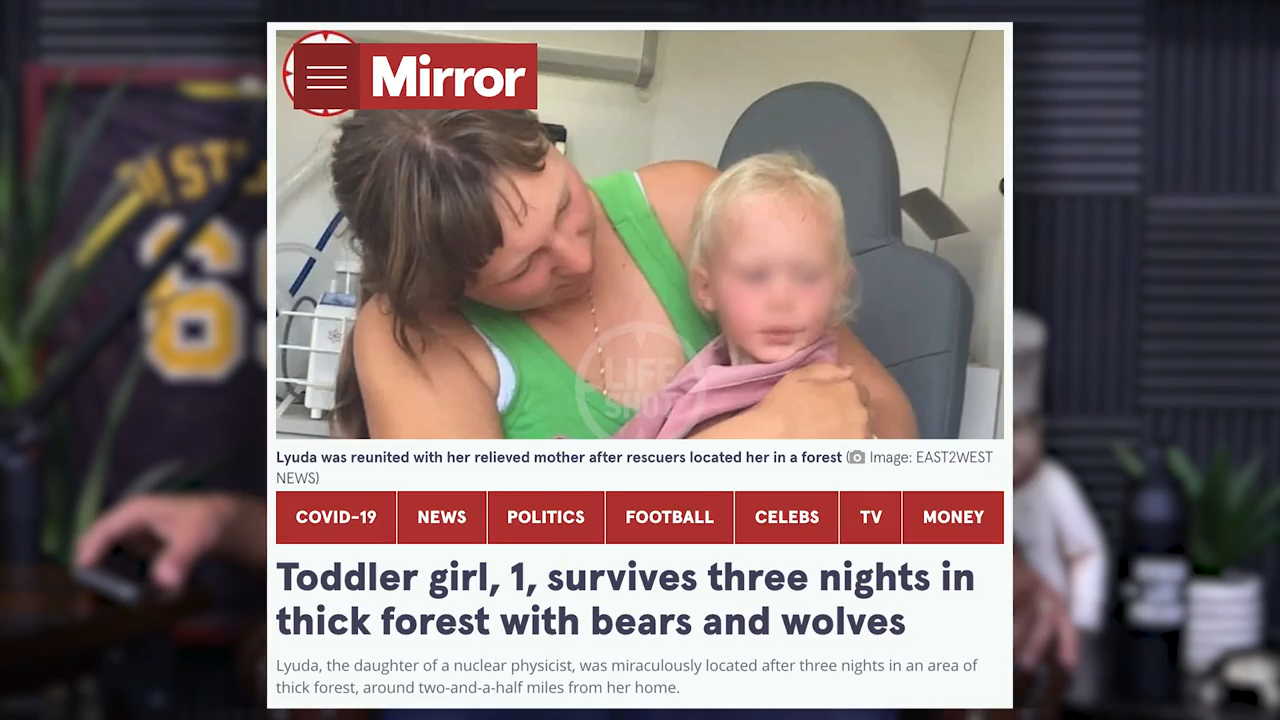 Mirror
LIFE
SHOT
Lyuda was reunited with her relieved mother after rescuers located her in a forest ( Image: EAST2WEST
NEWS)
COVID-19 NEWS POLITICS FOOTBALL CELEBS TV MONEY
Toddler girl, 1, survives three nights in
thick forest with bears and wolves
Lyuda, the daughter of a nuclear physicist, was miraculously located after three nights in an area of
thick forest, around two-and-a-half miles from her home.